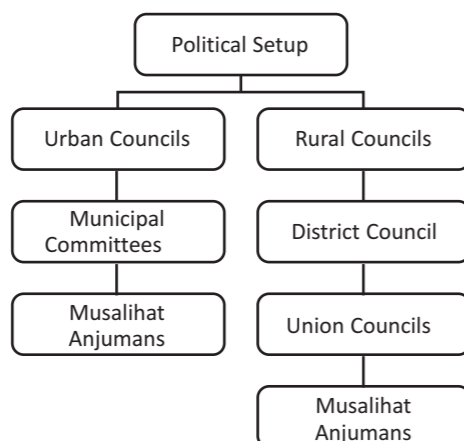 Political Setup
Urban Councils
Rural Councils
Municipal
Committees
District Council
Musalihat
Anjumans
Union Councils
Musalihat
Anjumans